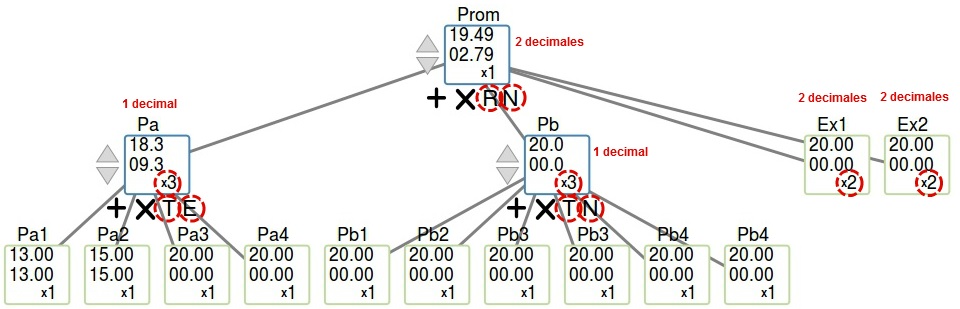 Prom
19.49
02.79
x1
2 decimales
+ X R N
1 decimal
Pa
18.3
09.3
x3
+ X T E
Pb
20.0
00.0
x3
1 decimal
+ X T N
2 decimales
Ex1
20.00
00.00
x2
2 decimales
Ex2
20.00
00.00
x2
Pa1
13.00
13.00
x1
Pa2
15.00
15.00
x1
Pa3
20.00
00.00
x1
Pa4
20.00
00.00
x1
Pb1
20.00
00.00
x1
Pb2
20.00
00.00
x1
Pb3
20.00
00.00
x1
Pb3
20.00
00.00
x1
Pb4
20.00
00.00
x1
Pb4
20.00
00.00
x1